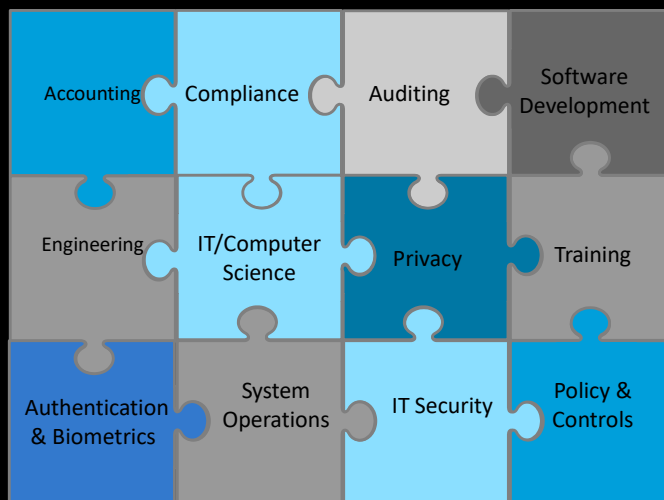 Accounting
Compliance
Auditing
Software
Development
Engineering
IT/Computer
Science
Privacy
Training
Authentication
& Biometrics
System
Operations
IT Security
Policy &
Controls